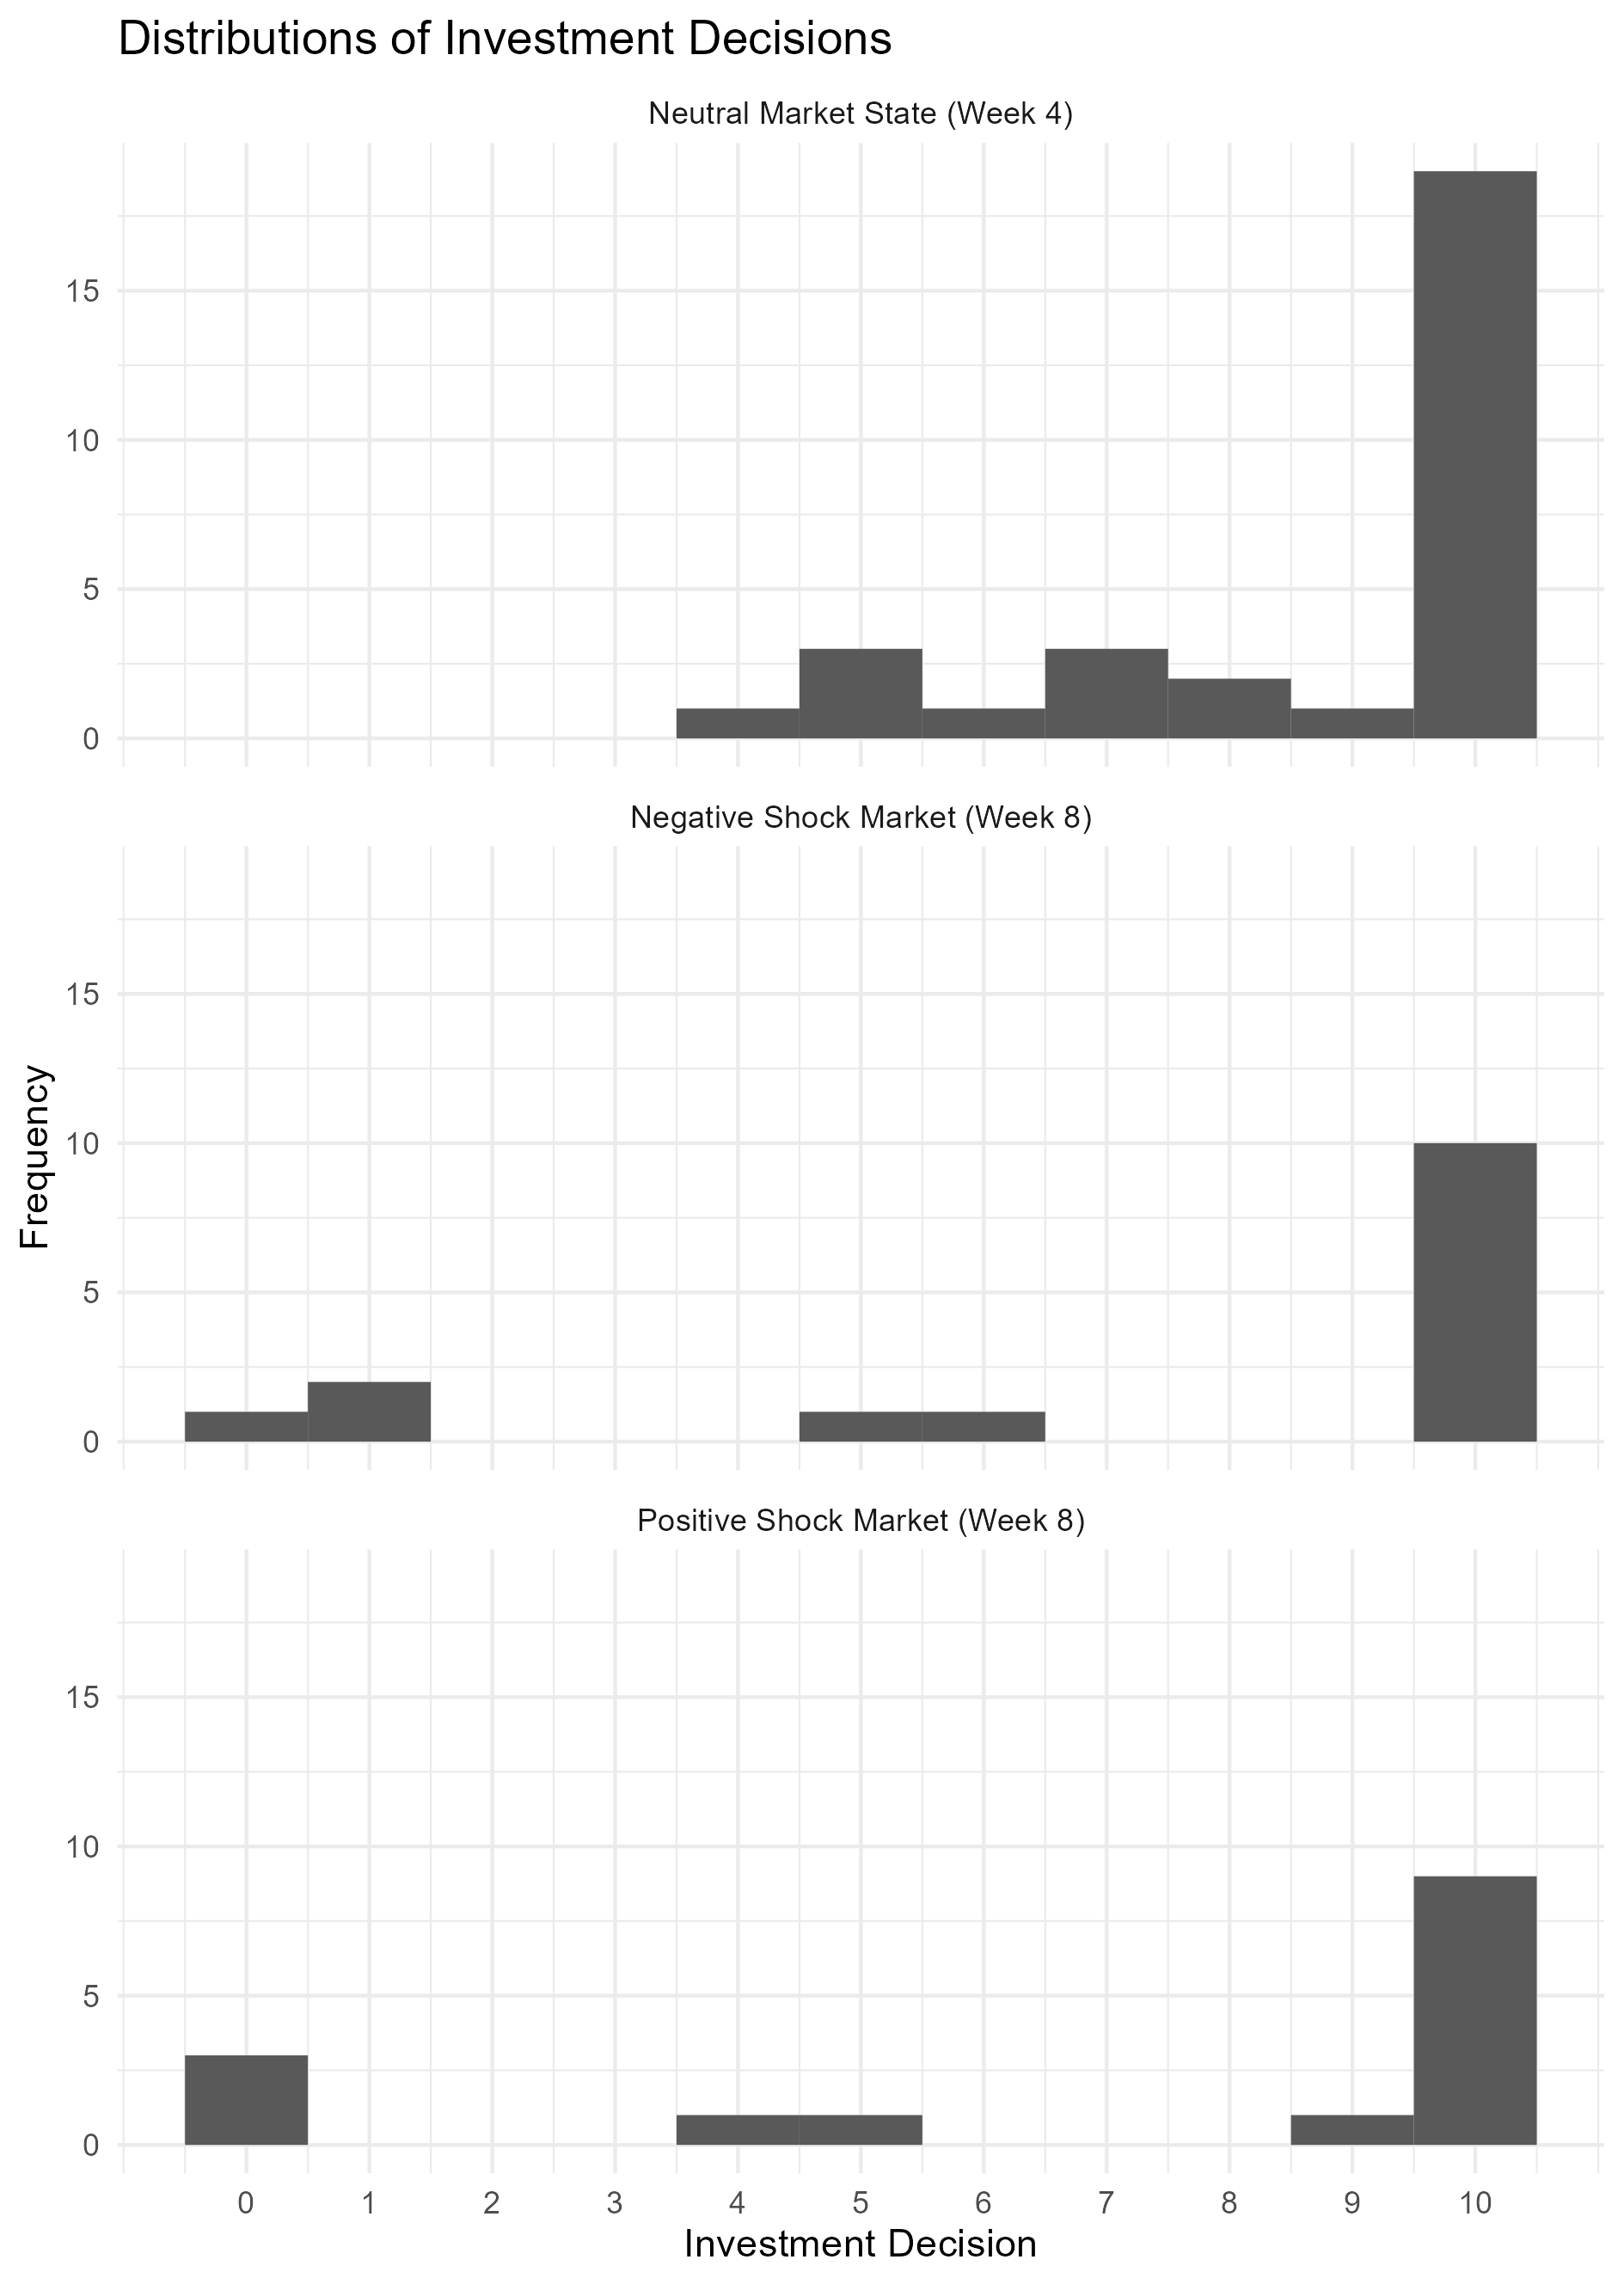 Distributions of Investment Decisions
Neutral Market State (Week 4)
15
10
5
0
Negative Shock Market (Week 8)
15
10
5
0
Frequency
Positive Shock Market (Week 8)
15
10
5
0
0 1 2 3 4 5 6 7 8 9 10
Investment Decision